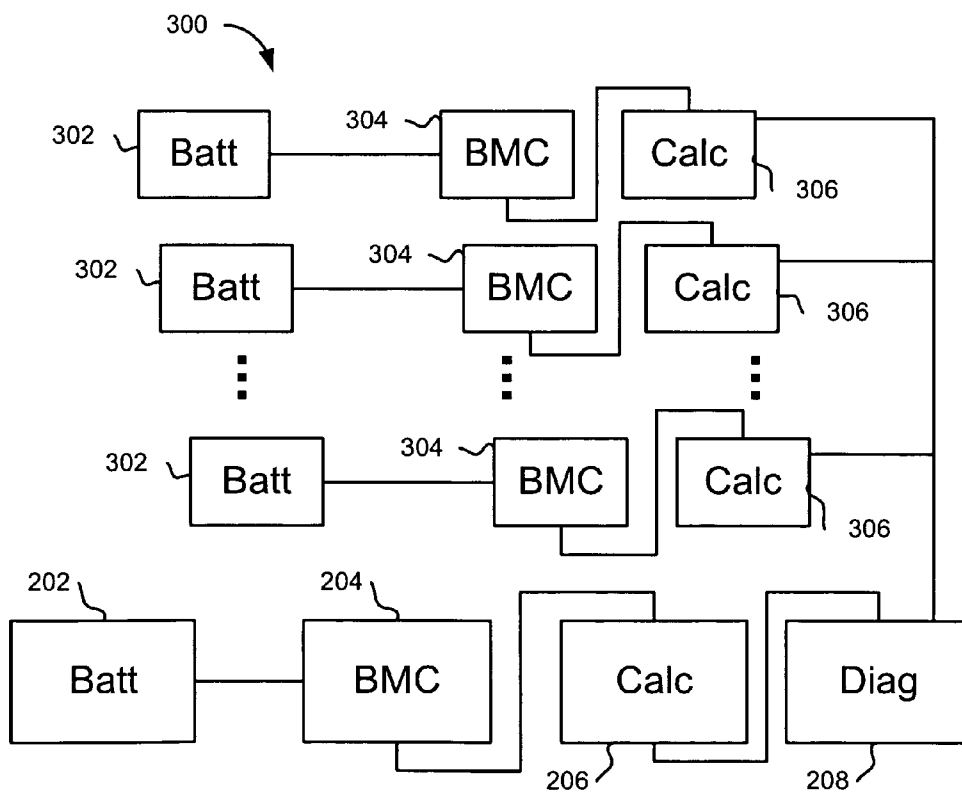 300
302 Batt 304 BMC Calc 306
302 Batt 304 BMC Calc 306
302 Batt 304 BMC Calc 306
202 204
Batt BMC Calc Diag
206 208